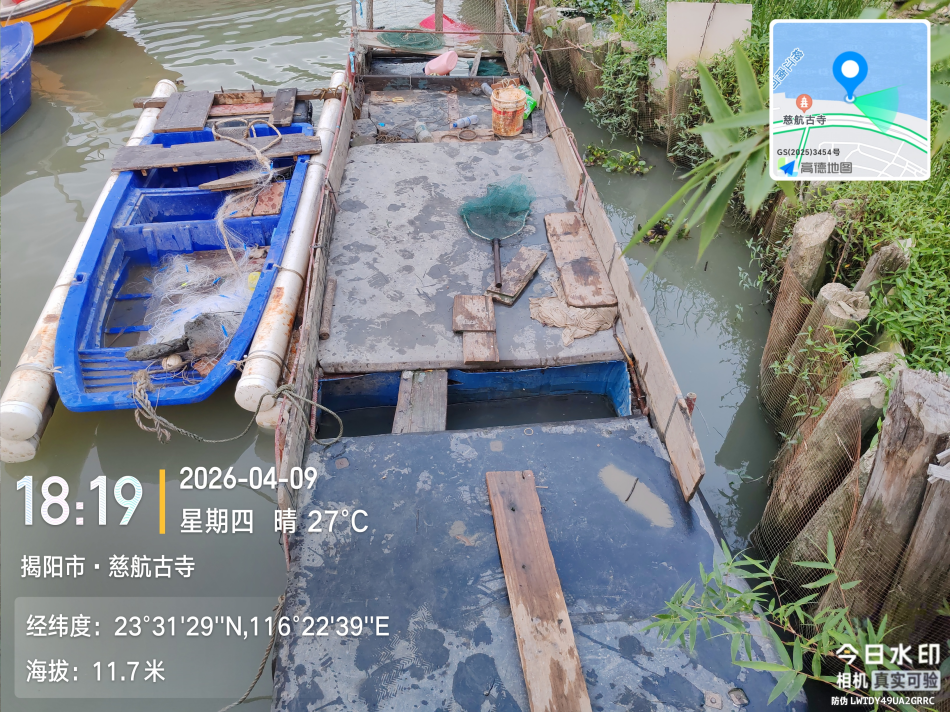 慈航古寺
GS(2025)3454号
高德地图
18:19
2026-04-09
星期四 晴 27°C
揭阳市·慈航古寺
经纬度: 23°31'29"N,116°22'39"E
海拔: 11.7 米
今日水印
相机 真实可验
防伪 LWTDY49UA2GRRC